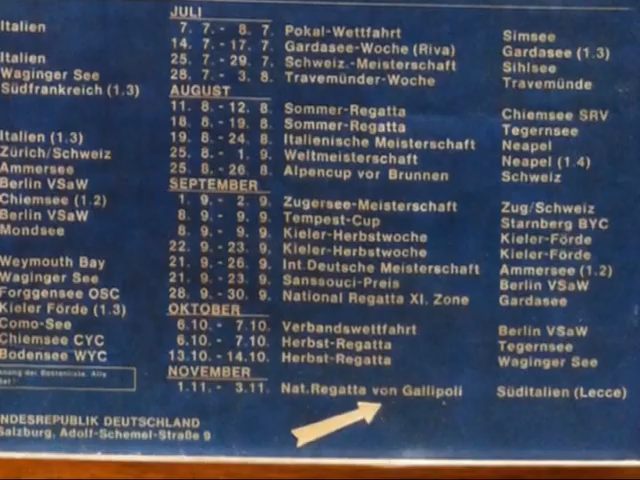 Italien
Italien
Waginger See
Südfrankreich (1.3)
Italien (1.3)
Zürich/Schweiz
Ammersee
Berlin VSaW
Chiemsee (1.2)
Berlin VSaW
Mondsee
Weymouth Bay
Waginger See
Forggensee OSC
Kieler Förde (1.3)
Como-See
Chiemsee CYC
Bodensee WYC
der Bootsliste. Alle
NDESREPUBLIK DEUTSCHLAND
Salzburg, Adolf-Schemel-Straße 9
JULI
7. 7. - 8. 7. Pokal-Wettfahrt Simsee
14. 7. - 17. 7. Gardasee-Woche (Riva) Gardasee (1.3)
25. 7. - 29. 7. Schweiz.-Meisterschaft Sihlsee
28. 7. - 3. 8. Travemünder-Woche Travemünde
AUGUST
11. 8. - 12. 8. Sommer-Regatta Chiemsee SRV
18. 8. - 19. 8. Sommer-Regatta Tegernsee
19. 8. - 24. 8. Italienische Meisterschaft Neapel
25. 8. - 1. 9. Weltmeisterschaft Neapel (1.4)
25. 8. - 26. 8. Alpencup vor Brunnen Schweiz
SEPTEMBER
1. 9. - 2. 9. Zugersee-Meisterschaft Zug/Schweiz
8. 9. - 9. 9. Tempest-Cup Starnberg BYC
8. 9. - 9. 9. Kieler-Herbstwoche Kieler-Förde
22. 9. - 23. 9. Kieler-Herbstwoche Kieler-Förde
21. 9. - 26. 9. Int.Deutsche Meisterschaft Ammersee (1.2)
21. 9. - 23. 9. Sanssouci-Preis Berlin VSaW
28. 9. - 30. 9. National Regatta XI. Zone Gardasee
OKTOBER
6.10. - 7.10. Verbandswettfahrt Berlin VSaW
6.10. - 7.10. Herbst-Regatta Tegernsee
13.10. - 14.10. Herbst-Regatta Waginger See
NOVEMBER
1.11. - 3.11. Nat.Regatta von Gallipoli Süditalien (Lecce)